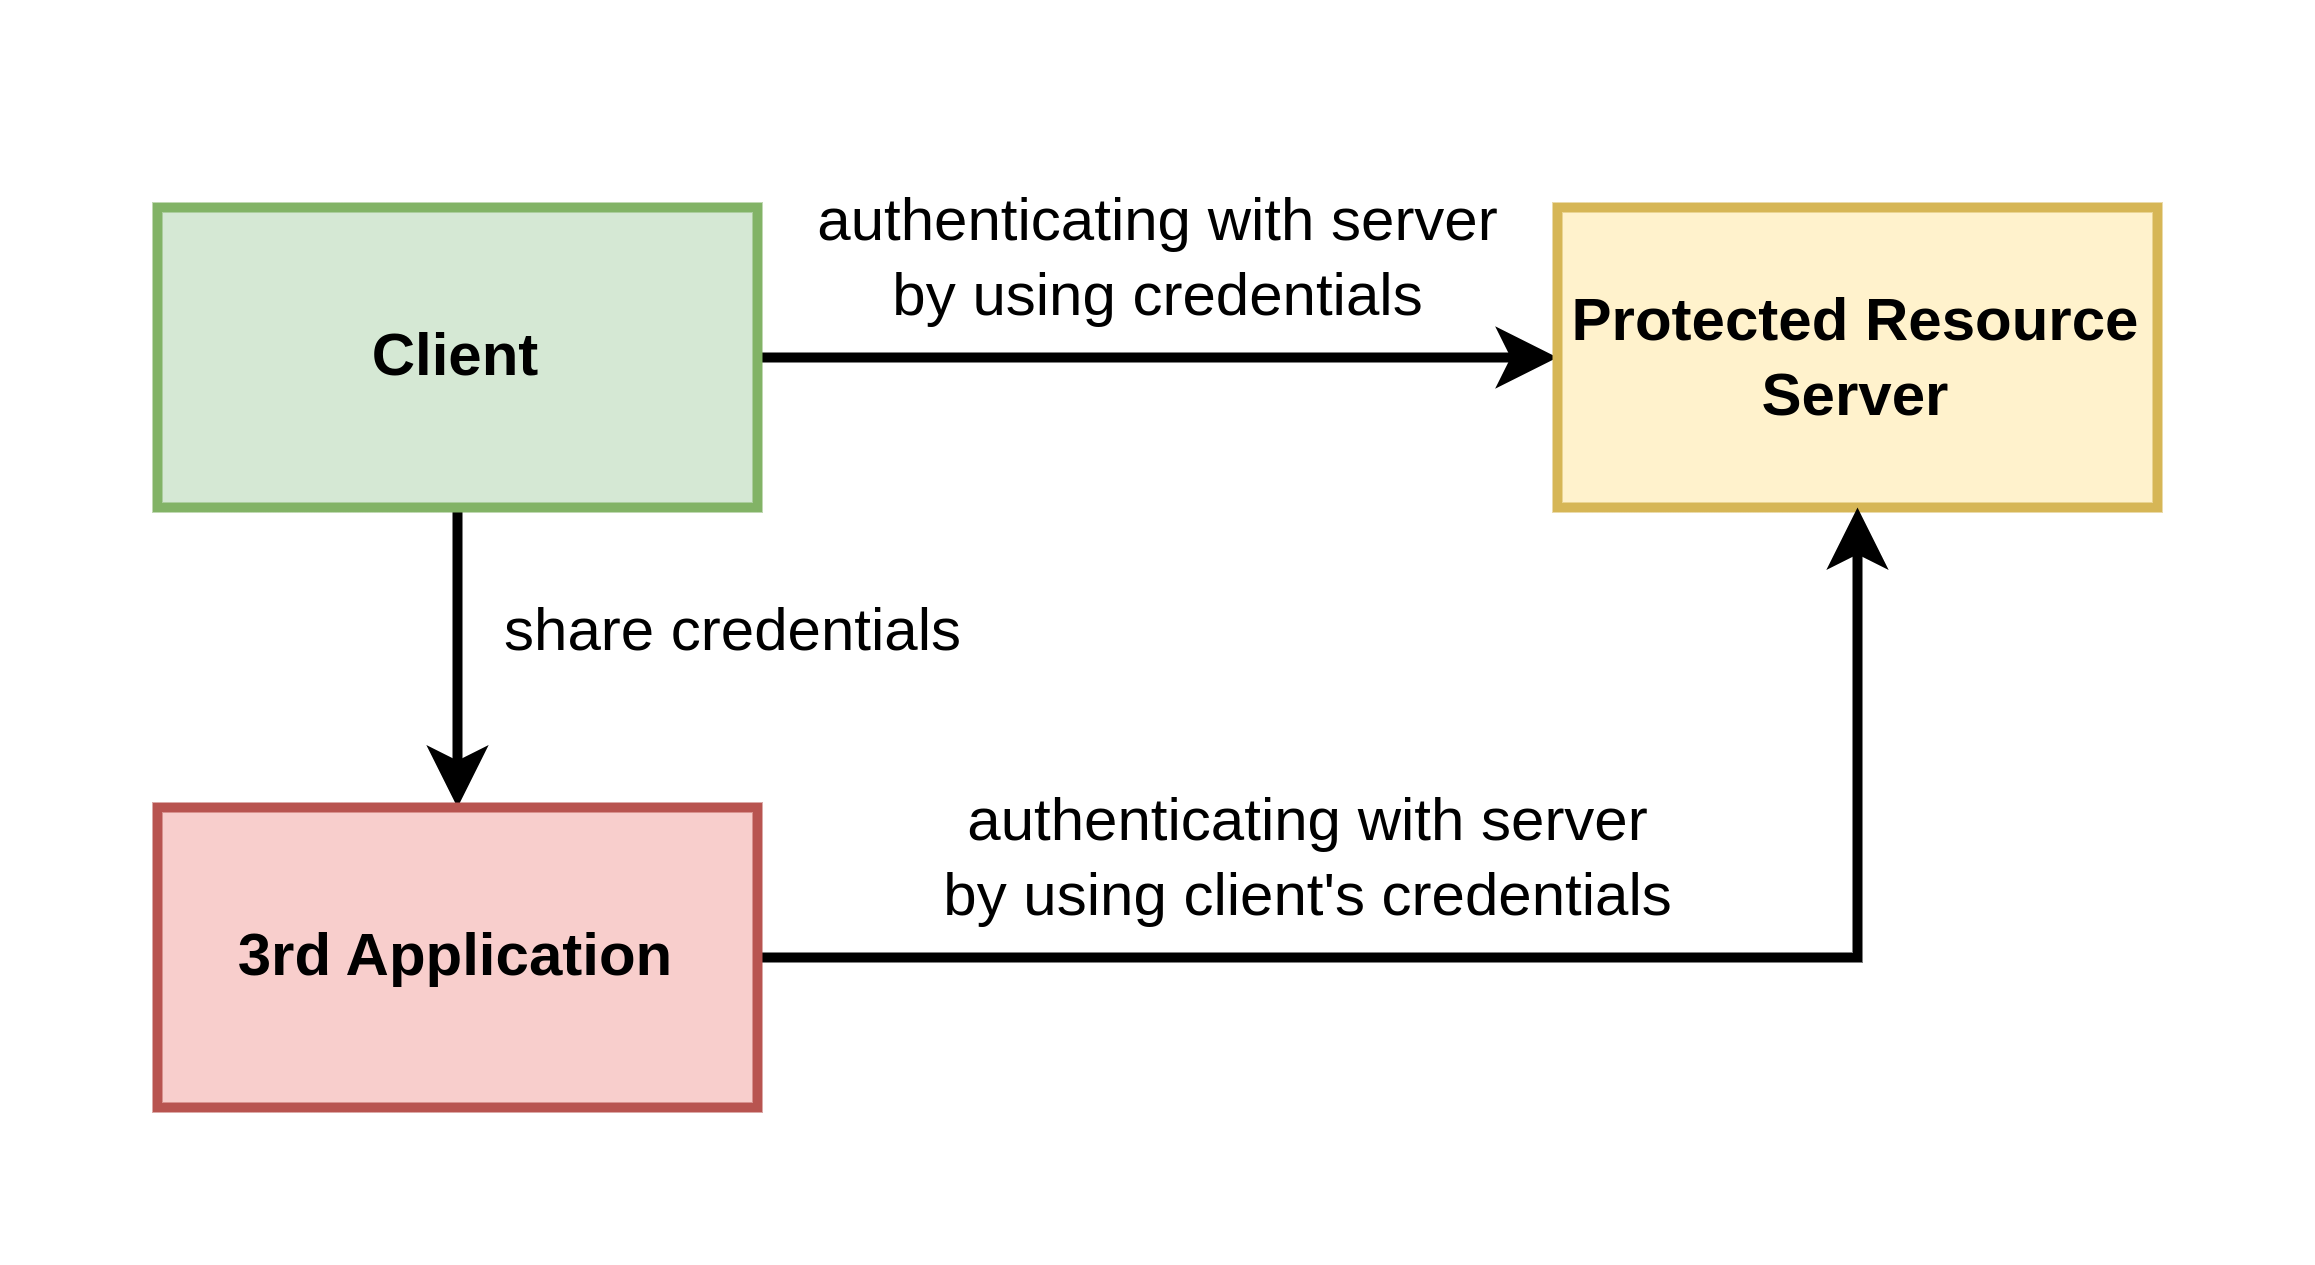 authenticating with server
by using credentials
Client
Protected Resource
Server
share credentials
authenticating with server
by using client's credentials
3rd Application